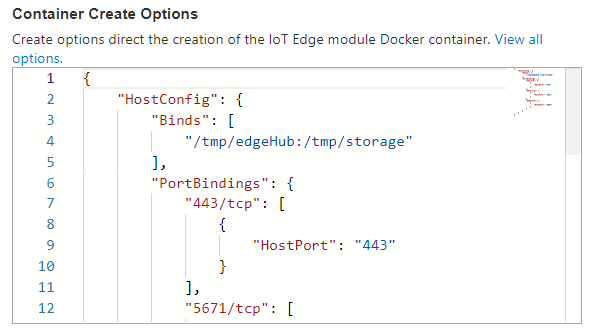 Container Create Options
Create options direct the creation of the IoT Edge module Docker container. View all
options.
1 {
2 "HostConfig": {
3 "Binds": [
4 "/tmp/edgeHub:/tmp/storage"
5 ],
6 "PortBindings": {
7 "443/tcp": [
8 {
9 "HostPort": "443"
10 }
11 ],
12 "5671/tcp": [